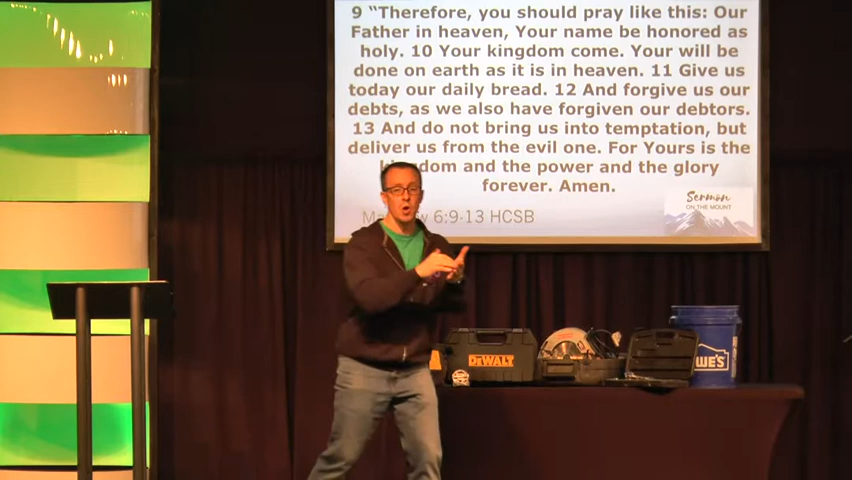 9 “Therefore, you should pray like this: Our
Father in heaven, Your name be honored as
holy. 10 Your kingdom come. Your will be
done on earth as it is in heaven. 11 Give us
today our daily bread. 12 And forgive us our
debts, as we also have forgiven our debtors.
13 And do not bring us into temptation, but
deliver us from the evil one. For Yours is the
and the power and the glory
forever. Amen.
6:9-13 HCSB
Sermon
ON THE MOUNT
DEWALT
WE'S